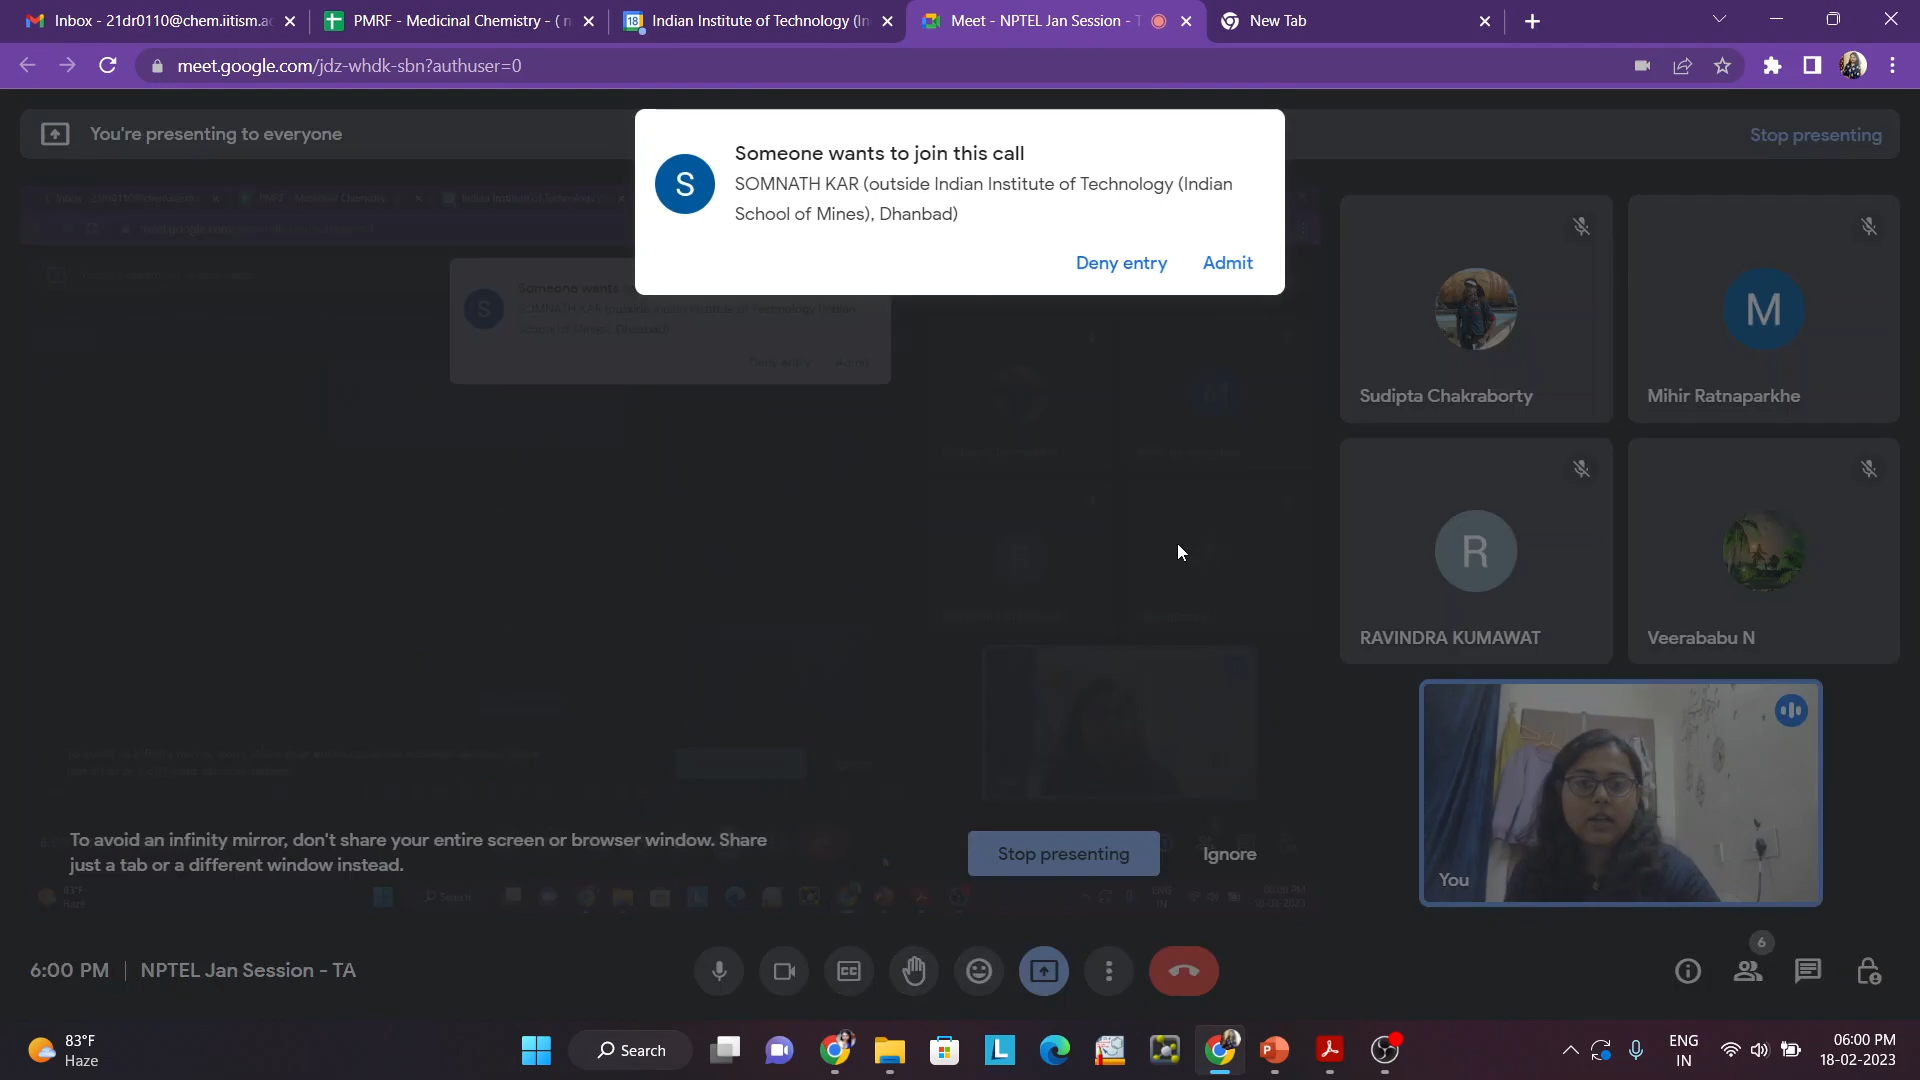 Inbox - 21dr0110@chem.iitism.ac
PMRF - Medicinal Chemistry - (
Indian Institute of Technology (In
Meet - NPTEL Jan Session - T
New Tab
meet.google.com/jdz-whdk-sbn?authuser=0
You're presenting to everyone
Stop presenting
Someone wants to join this call
S
SOMNATH KAR (outside Indian Institute of Technology (Indian
School of Mines), Dhanbad)
Deny entry
Admit
Sudipta Chakraborty
M
Mihir Ratnaparkhe
R
RAVINDRA KUMAWAT
Veerababu N
You
To avoid an infinity mirror, don't share your entire screen or browser window. Share
just a tab or a different window instead.
Stop presenting
Ignore
6:00 PM | NPTEL Jan Session - TA
6
83°F
Haze
Search
ENG
IN
06:00 PM
18-02-2023